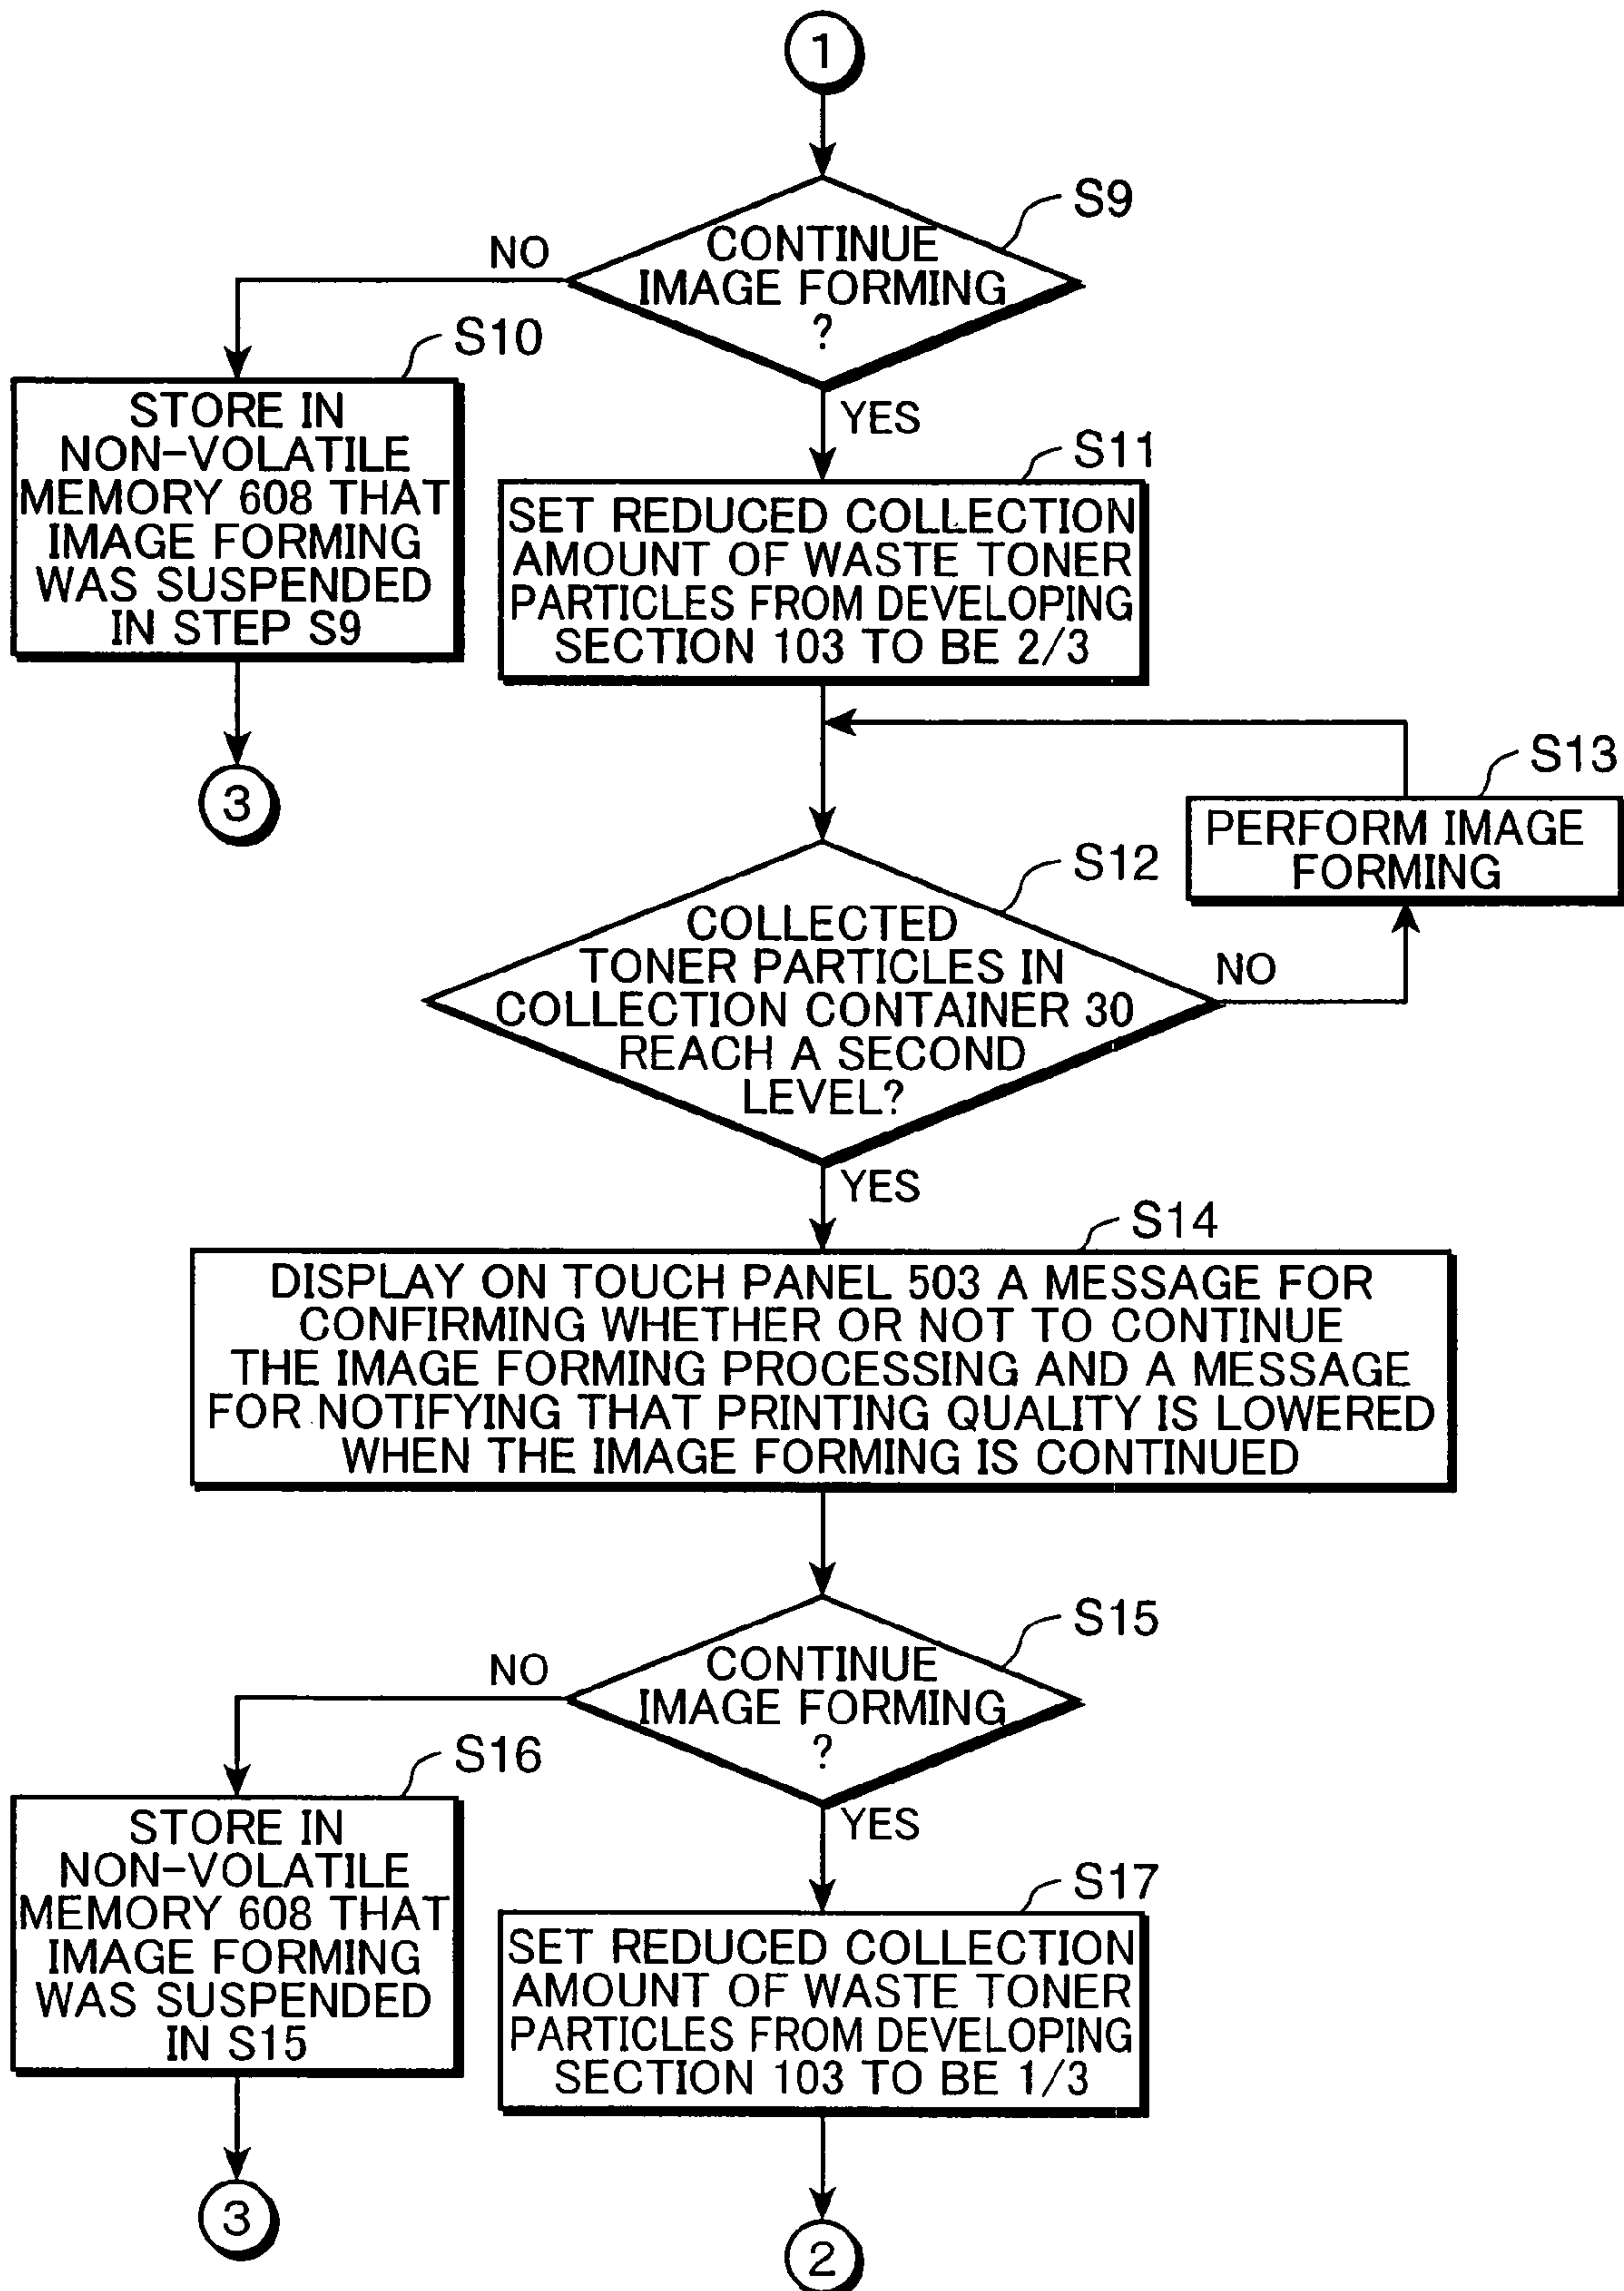 1
S9
CONTINUE
IMAGE FORMING
?
NO
YES
S10
STORE IN
NON-VOLATILE
MEMORY 608 THAT
IMAGE FORMING
WAS SUSPENDED
IN STEP S9
3
S11
SET REDUCED COLLECTION
AMOUNT OF WASTE TONER
PARTICLES FROM DEVELOPING
SECTION 103 TO BE 2/3
S13
PERFORM IMAGE
FORMING
S12
COLLECTED
TONER PARTICLES IN
COLLECTION CONTAINER 30
REACH A SECOND
LEVEL?
NO
YES
S14
DISPLAY ON TOUCH PANEL 503 A MESSAGE FOR
CONFIRMING WHETHER OR NOT TO CONTINUE
THE IMAGE FORMING PROCESSING AND A MESSAGE
FOR NOTIFYING THAT PRINTING QUALITY IS LOWERED
WHEN THE IMAGE FORMING IS CONTINUED
S15
CONTINUE
IMAGE FORMING
?
NO
YES
S16
STORE IN
NON-VOLATILE
MEMORY 608 THAT
IMAGE FORMING
WAS SUSPENDED
IN S15
3
S17
SET REDUCED COLLECTION
AMOUNT OF WASTE TONER
PARTICLES FROM DEVELOPING
SECTION 103 TO BE 1/3
2